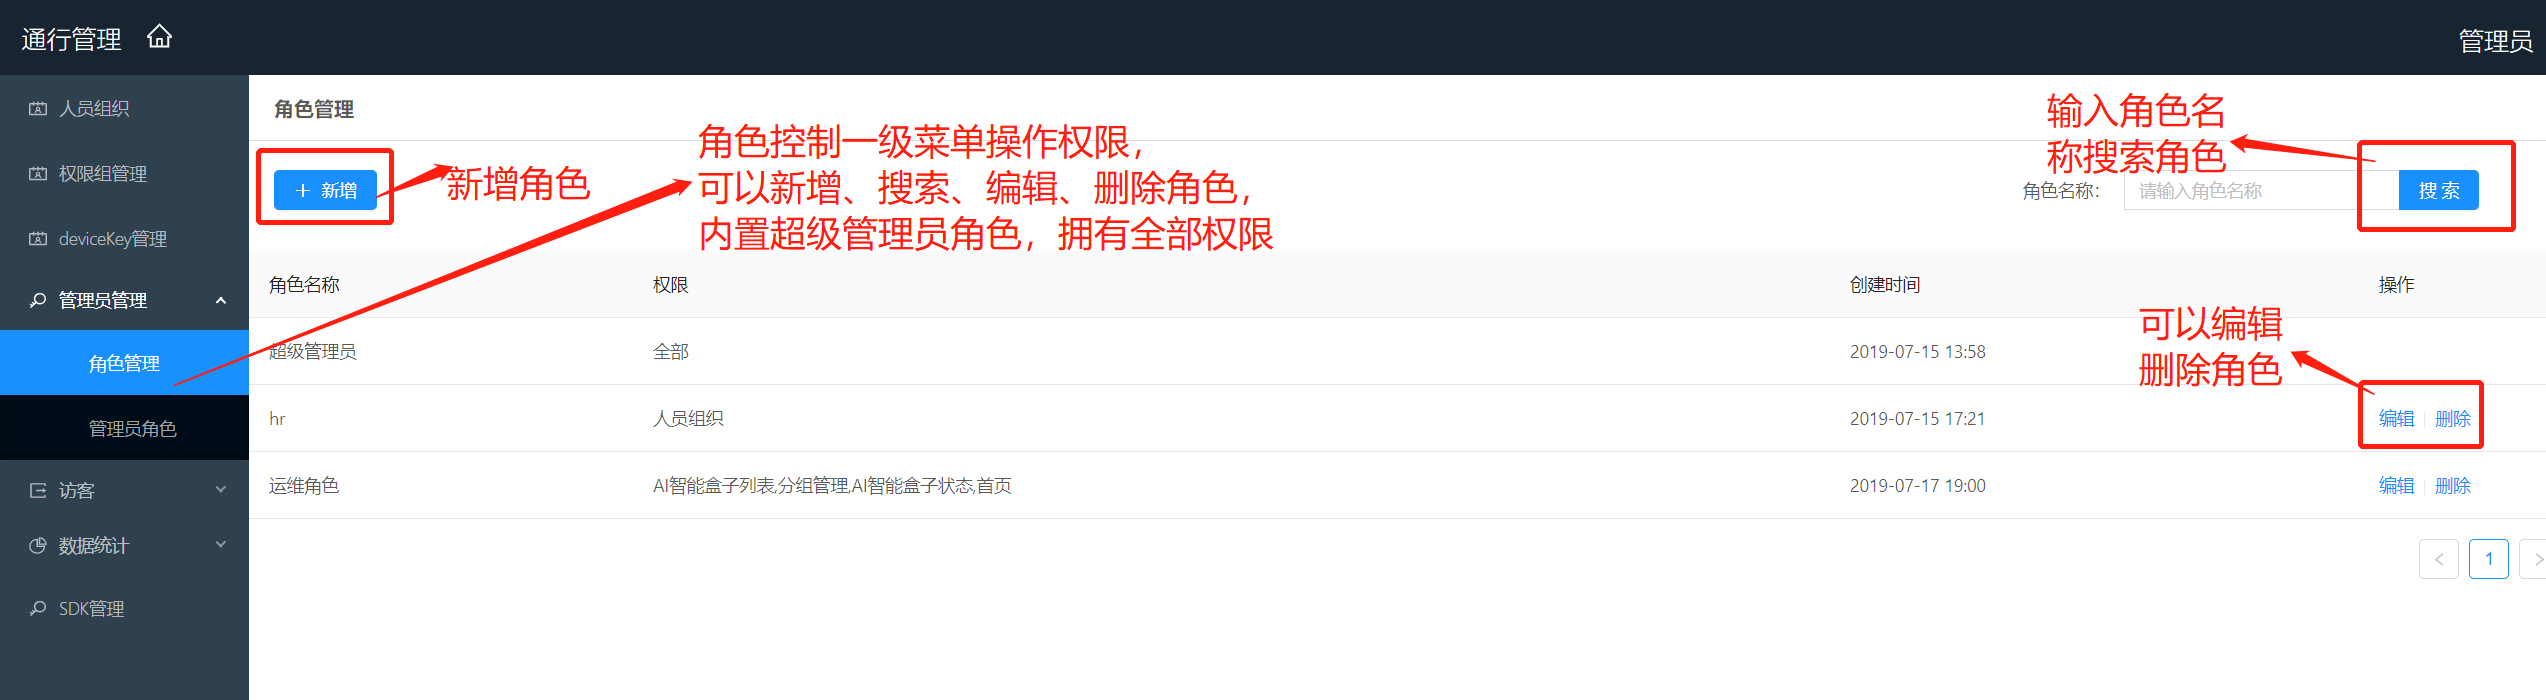 通行管理
管理员
人员组织
权限组管理
deviceKey管理
管理员管理
角色管理
管理员角色
访客
数据统计
SDK管理
角色管理
+ 新增
新增角色
角色控制一级菜单操作权限，
可以新增、搜索、编辑、删除角色，
内置超级管理员角色，拥有全部权限
输入角色名
称搜索角色
角色名称： 请输入角色名称 搜 索
角色名称 权限 创建时间 操作
超级管理员 全部 2019-07-15 13:58
可以编辑
删除角色
hr 人员组织 2019-07-15 17:21 编辑 | 删除
运维角色 AI智能盒子列表,分组管理,AI智能盒子状态,首页 2019-07-17 19:00 编辑 | 删除
< 1 >